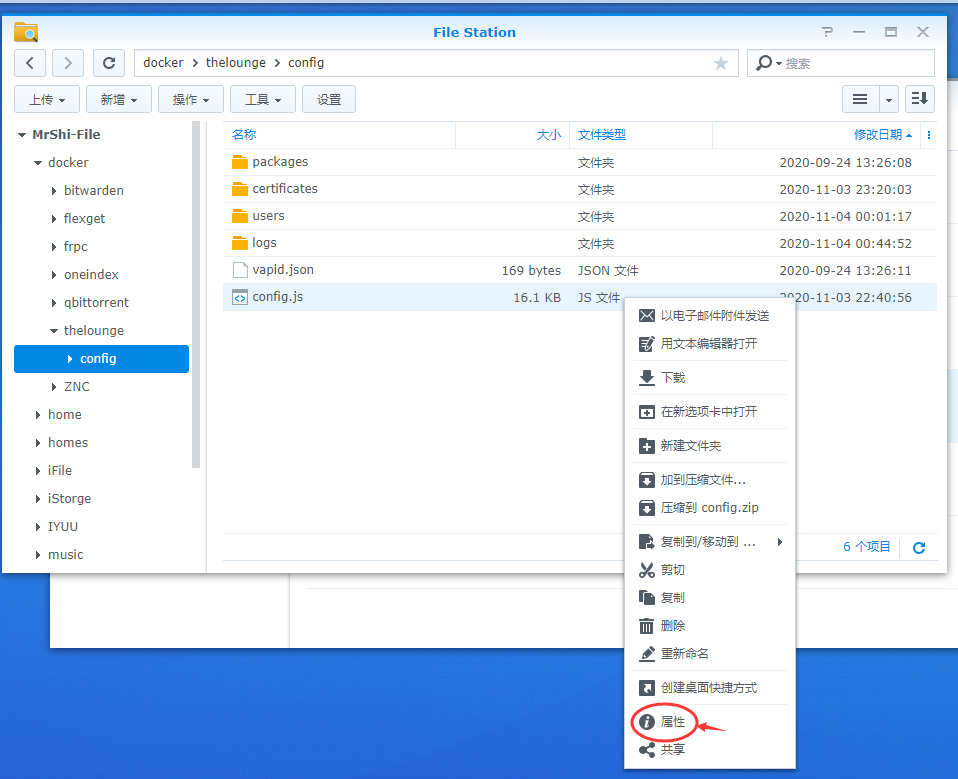 File Station
docker thelounge config
搜索
上传 新增 操作 工具 设置
MrShi-File
docker
bitwarden
flexget
frpc
oneindex
qbittorrent
thelounge
config
ZNC
home
homes
iFile
iStorge
IYUU
music
名称 大小 文件类型 修改日期
packages 文件夹 2020-09-24 13:26:08
certificates 文件夹 2020-11-03 23:20:03
users 文件夹 2020-11-04 00:01:17
logs 文件夹 2020-11-04 00:44:52
vapid.json 169 bytes JSON 文件 2020-09-24 13:26:11
config.js 16.1 KB JS 文件 2020-11-03 22:40:56
以电子邮件附件发送
用文本编辑器打开
下载
在新选项卡中打开
新建文件夹
加到压缩文件...
压缩到 config.zip
复制到/移动到 ...
剪切
复制
删除
重新命名
创建桌面快捷方式
属性
共享
6 个项目